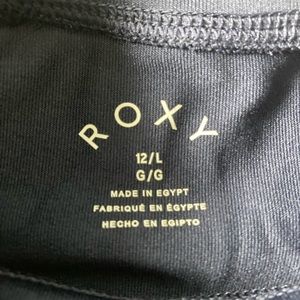 ROXY
12/L
G/G
MADE IN EGYPT
FABRIQUÉ EN ÉGYPTE
HECHO EN EGIPTO